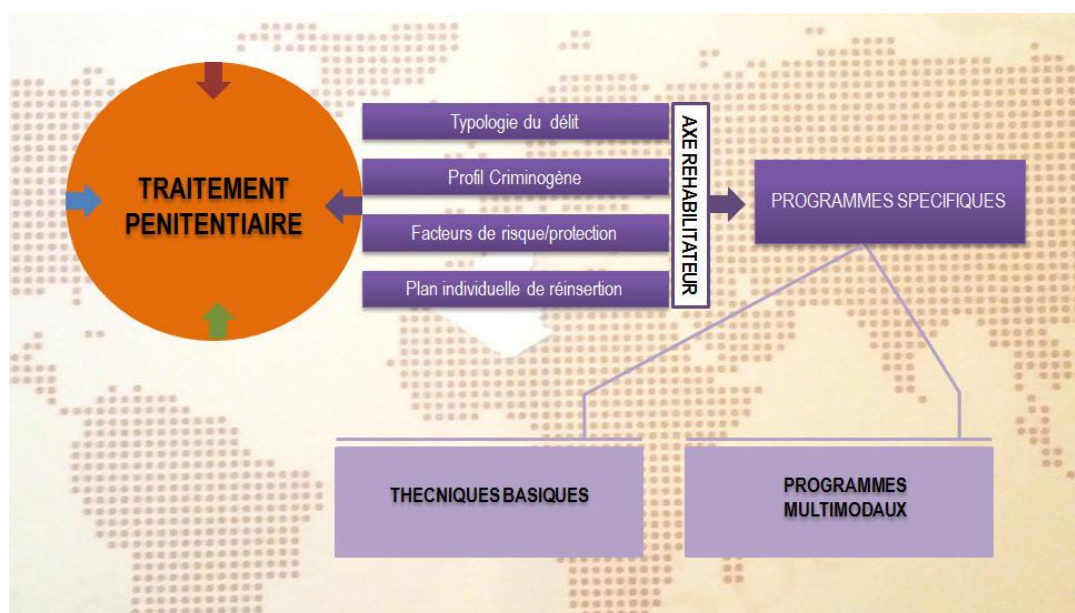 TRAITEMENT
PENITENTIAIRE
Typologie du délit
Profil Criminogène
Facteurs de risque/protection
Plan individuelle de réinsertion
AXE REHABILITATEUR
PROGRAMMES SPECIFIQUES
THECNIQUES BASIQUES
PROGRAMMES
MULTIMODAUX